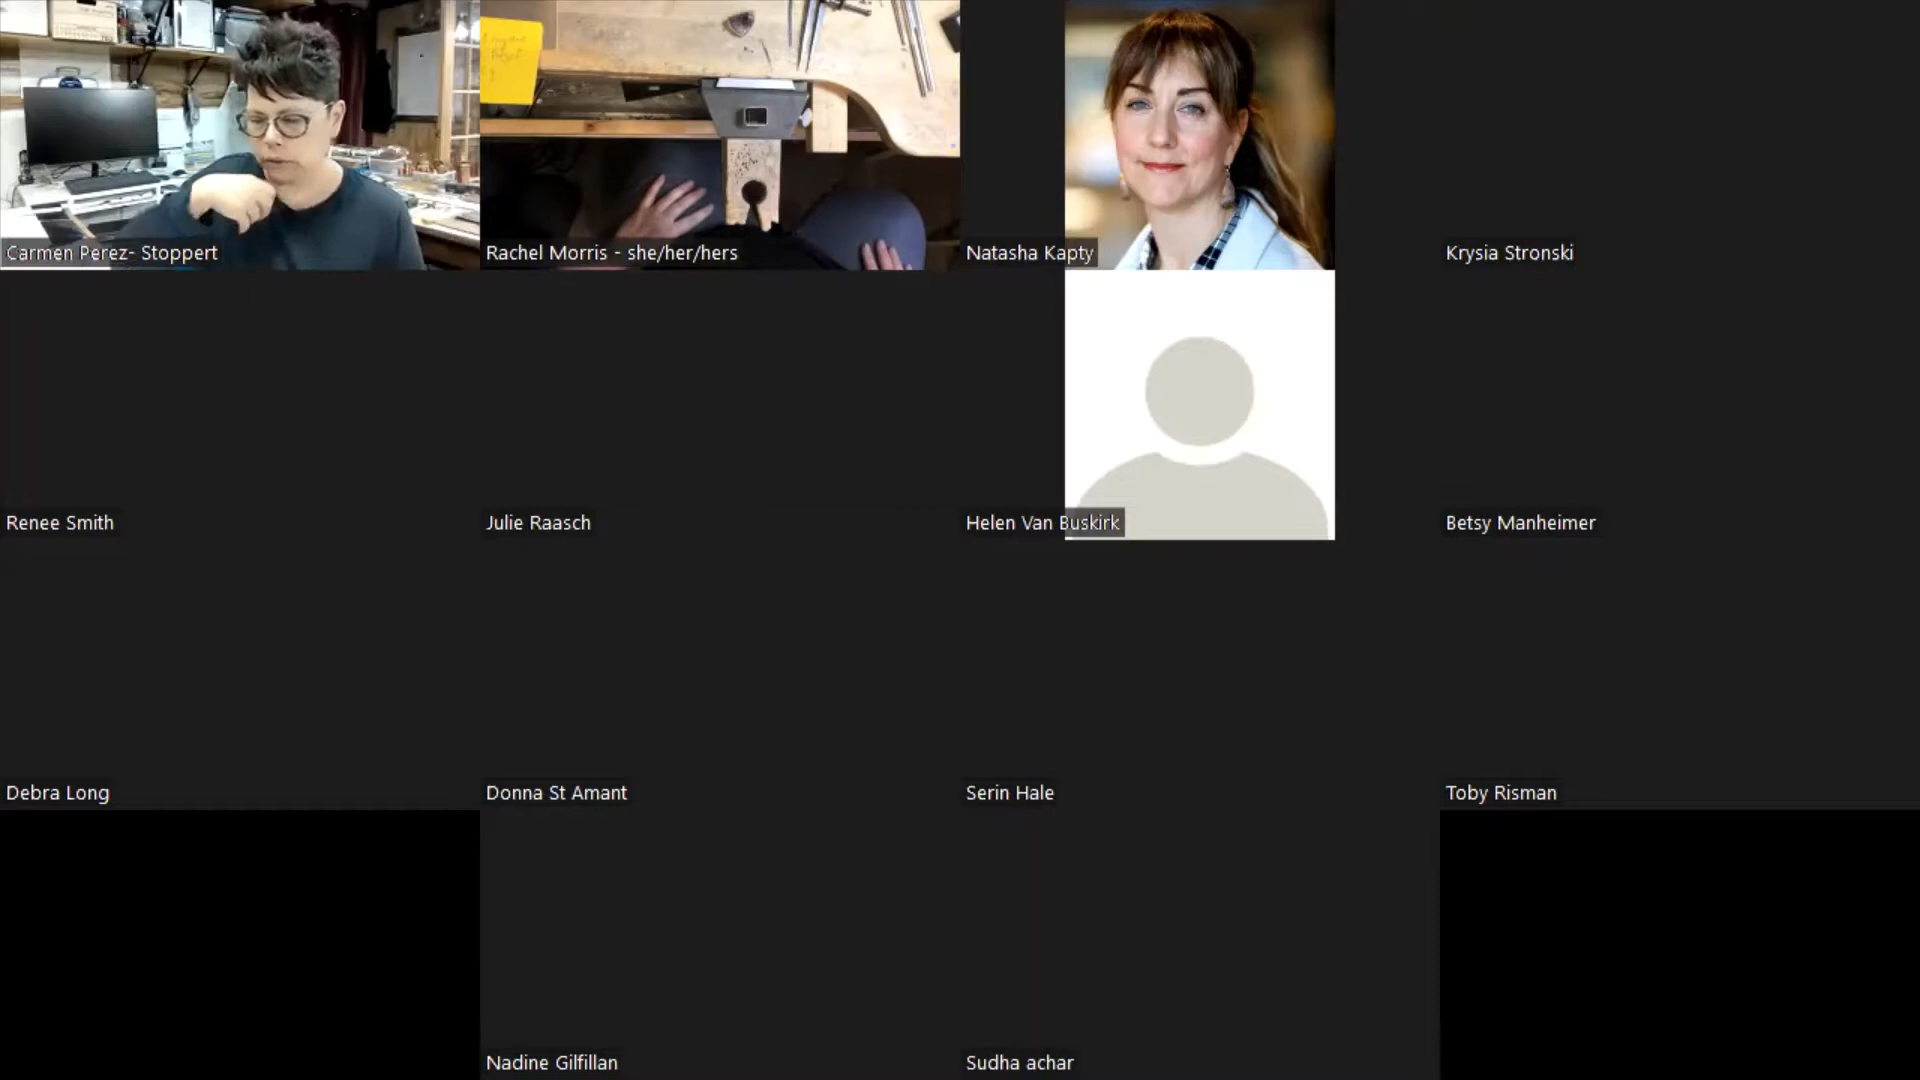 Carmen Perez- Stoppert
Rachel Morris - she/her/hers
Natasha Kapty
Krysia Stronski
Renee Smith
Julie Raasch
Helen Van Buskirk
Betsy Manheimer
Debra Long
Donna St Amant
Serin Hale
Toby Risman
Nadine Gilfillan
Sudha achar